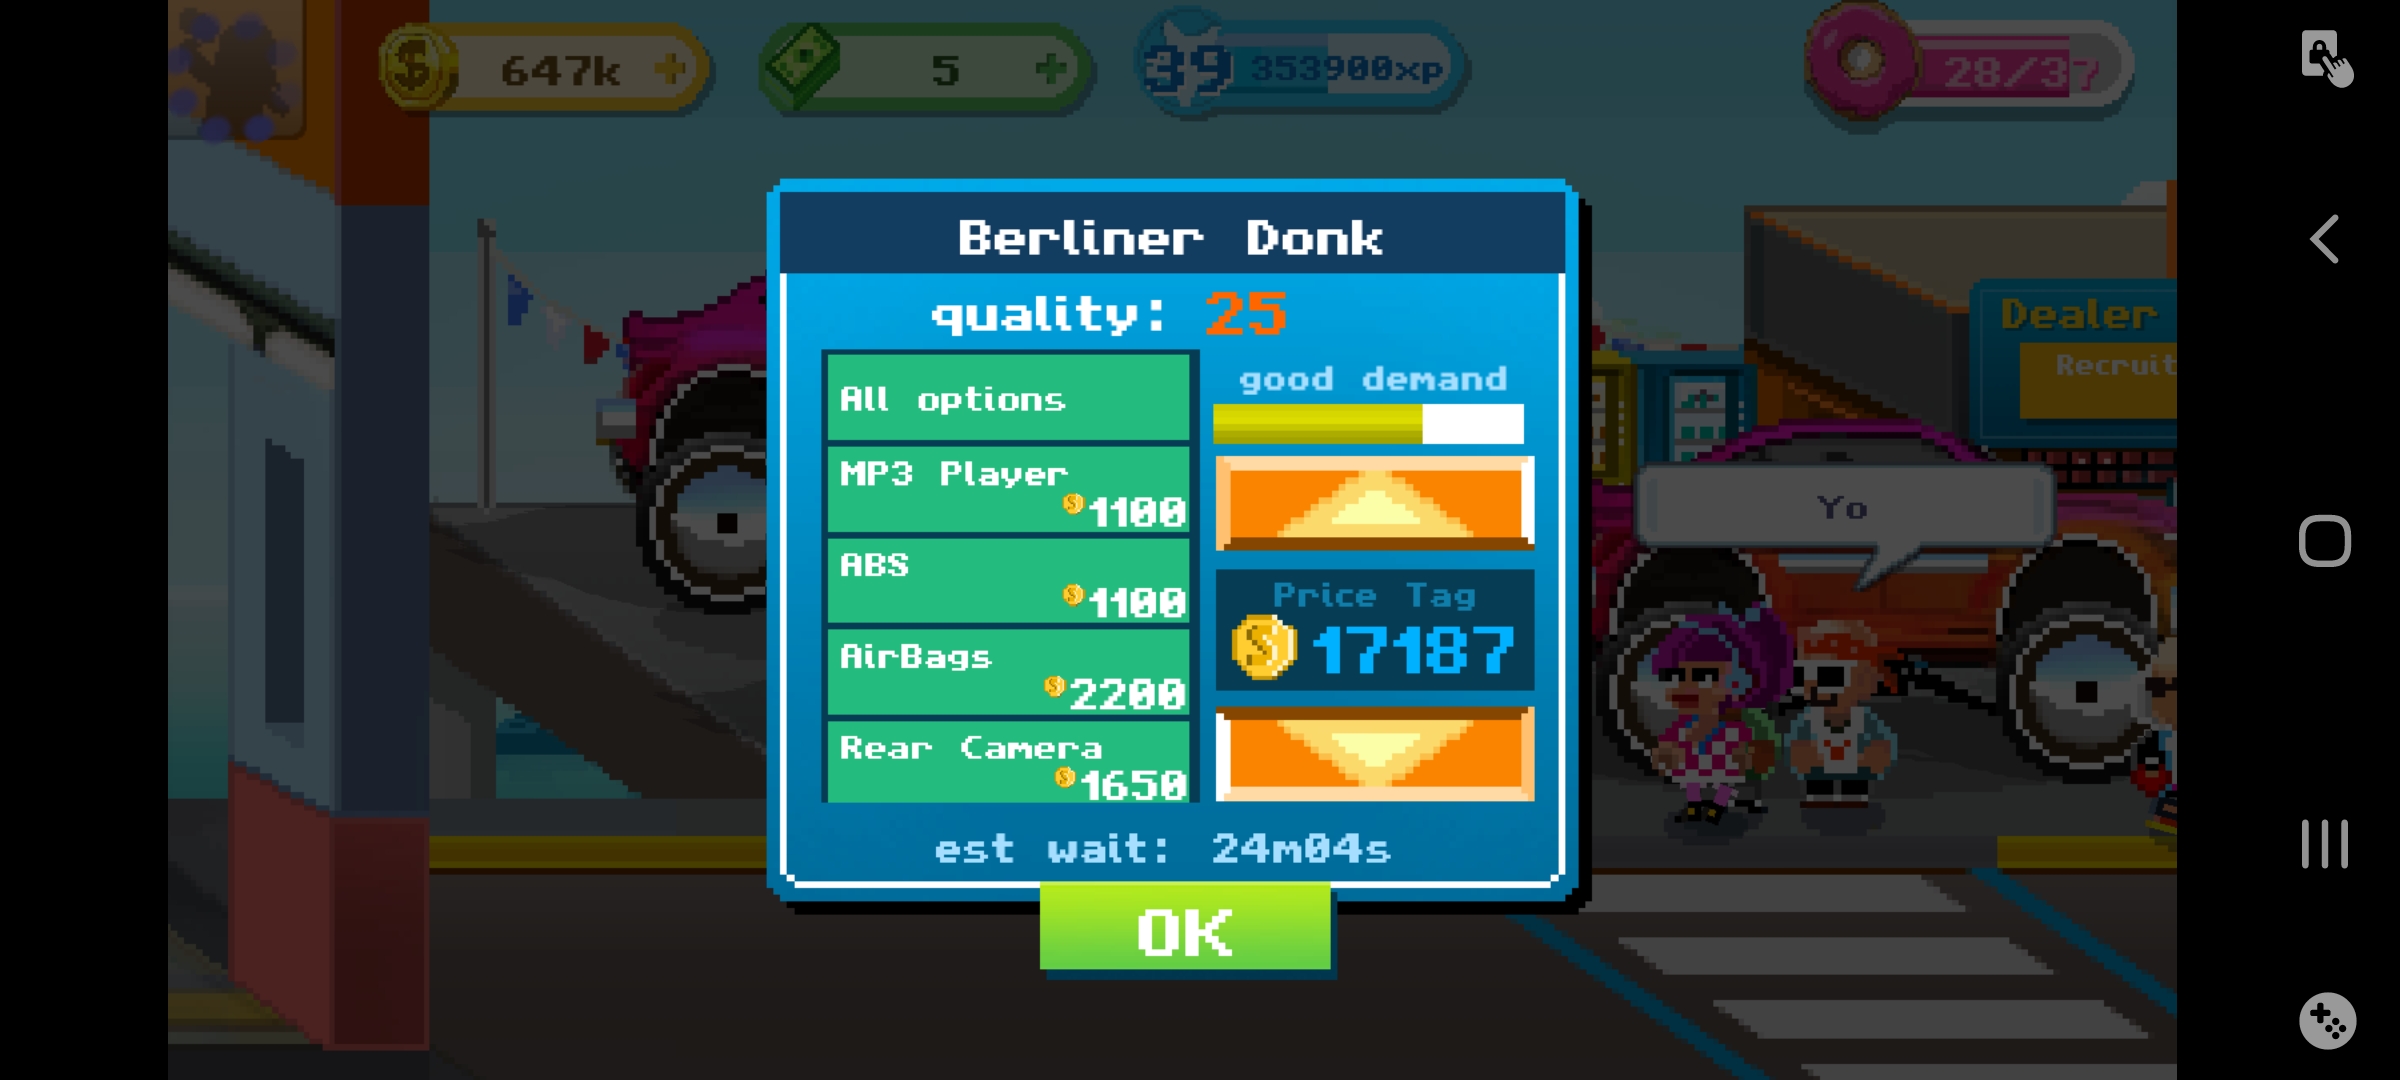 647k
5
39 353900xp
28/37
Berliner Donk
quality: 25
All options
good demand
MP3 Player
1100
ABS
1100
AirBags
2200
Rear Camera
1650
Price Tag
17187
est wait: 24m04s
OK
Dealer
Recruit
Yo